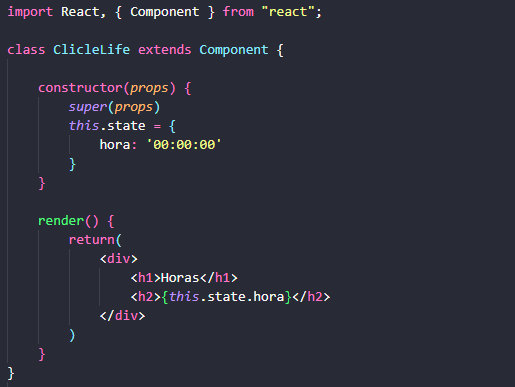 import React, { Component } from "react";
class ClicleLife extends Component {
constructor(props) {
super(props)
this.state = {
hora: '00:00:00'
}
}
render() {
return(
<div>
<h1>Horas</h1>
<h2>{this.state.hora}</h2>
</div>
)
}
}